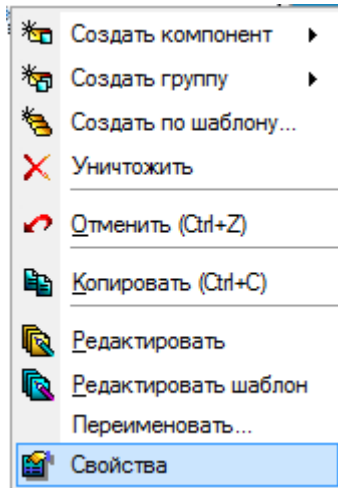 Создать компонент
Создать группу
Создать по шаблону...
Уничтожить
Отменить (Ctrl+Z)
Копировать (Ctrl+C)
Редактировать
Редактировать шаблон
Переименовать...
Свойства